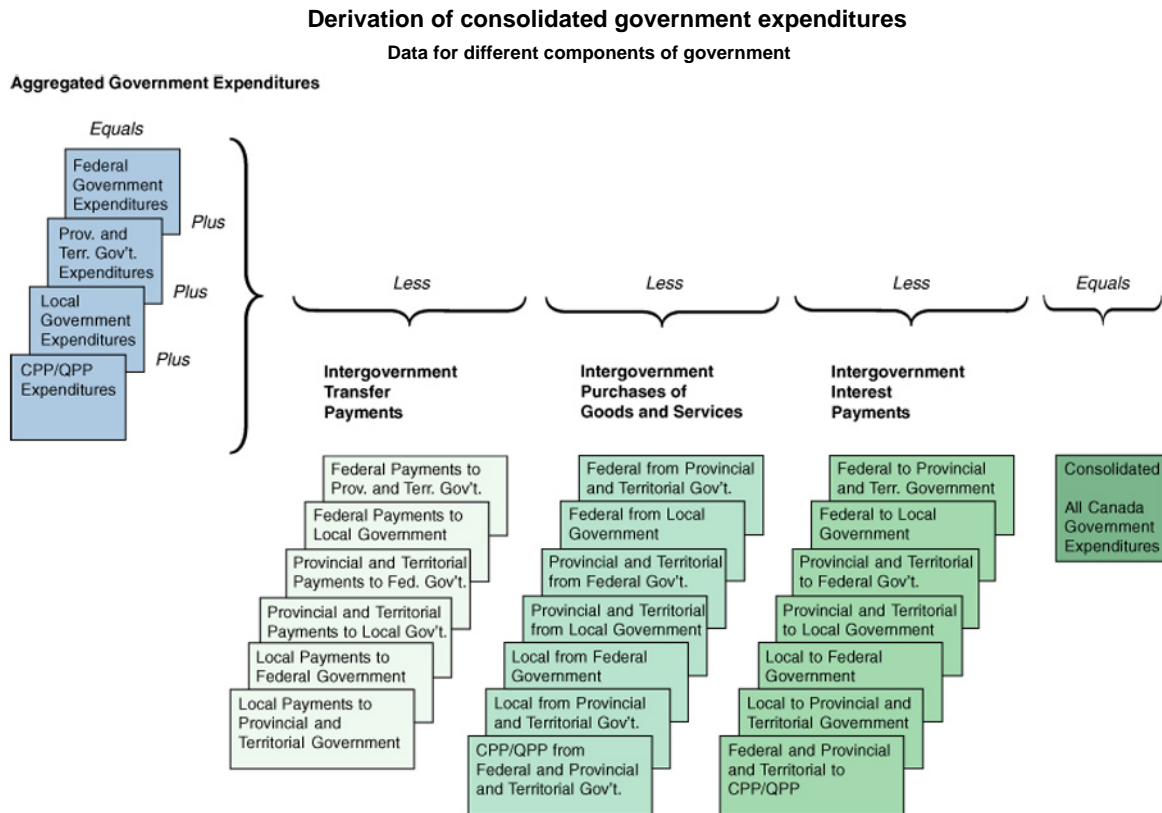 Derivation of consolidated government expenditures
Data for different components of government
Aggregated Government Expenditures
Equals
Federal
Government
Expenditures
Plus
Prov. and
Terr. Gov't.
Expenditures
Plus
Local
Government
Expenditures
Plus
CPP/QPP
Expenditures
Less
Intergovernment
Transfer
Payments
Federal Payments to
Prov. and Terr. Gov't.
Federal Payments to
Local Government
Provincial and Territorial
Payments to Fed. Gov't.
Provincial and Territorial
Payments to Local Gov't.
Local Payments to
Federal Government
Local Payments to
Provincial and
Territorial Government
Less
Intergovernment
Purchases of
Goods and Services
Federal from Provincial
and Territorial Gov't.
Federal from Local
Government
Provincial and Territorial
from Federal Gov't.
Provincial and Territorial
from Local Government
Local from Federal
Government
Local from Provincial
and Territorial Gov't.
CPP/QPP from
Federal and Provincial
and Territorial Gov't.
Less
Intergovernment
Interest
Payments
Federal to Provincial
and Terr. Government
Federal to Local
Government
Provincial and Territorial
to Federal Gov't.
Provincial and Territorial
to Local Government
Local to Federal
Government
Local to Provincial and
Territorial Government
Federal and Provincial
and Territorial to
CPP/QPP
Equals
Consolidated
All Canada
Government
Expenditures